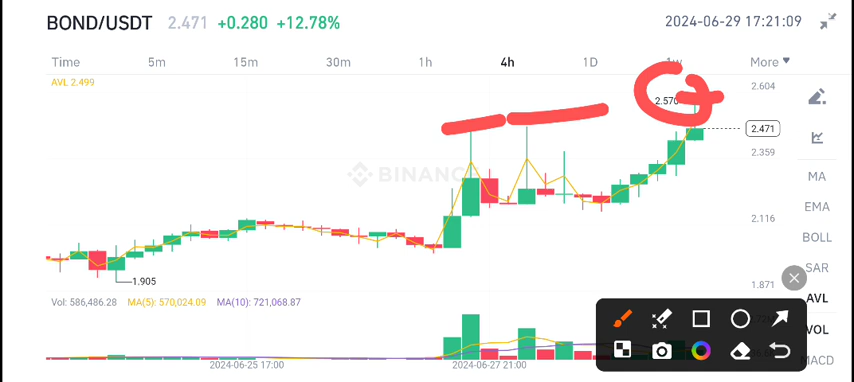 BOND/USDT 2.471 +0.280 +12.78% 2024-06-29 17:21:09
Time 5m 15m 30m 1h 4h 1D 1w More
AVL 2.499
2.604
2.570
2.471
2.359
BINANC
MA
EMA
2.116
BOLL
SAR
1.905
1.871
AVL
Vol: 586,486.28 MA(5): 570,024.09 MA(10): 721,068.87
VOL
MACD
2024-06-25 17:00 2024-06-27 21:00